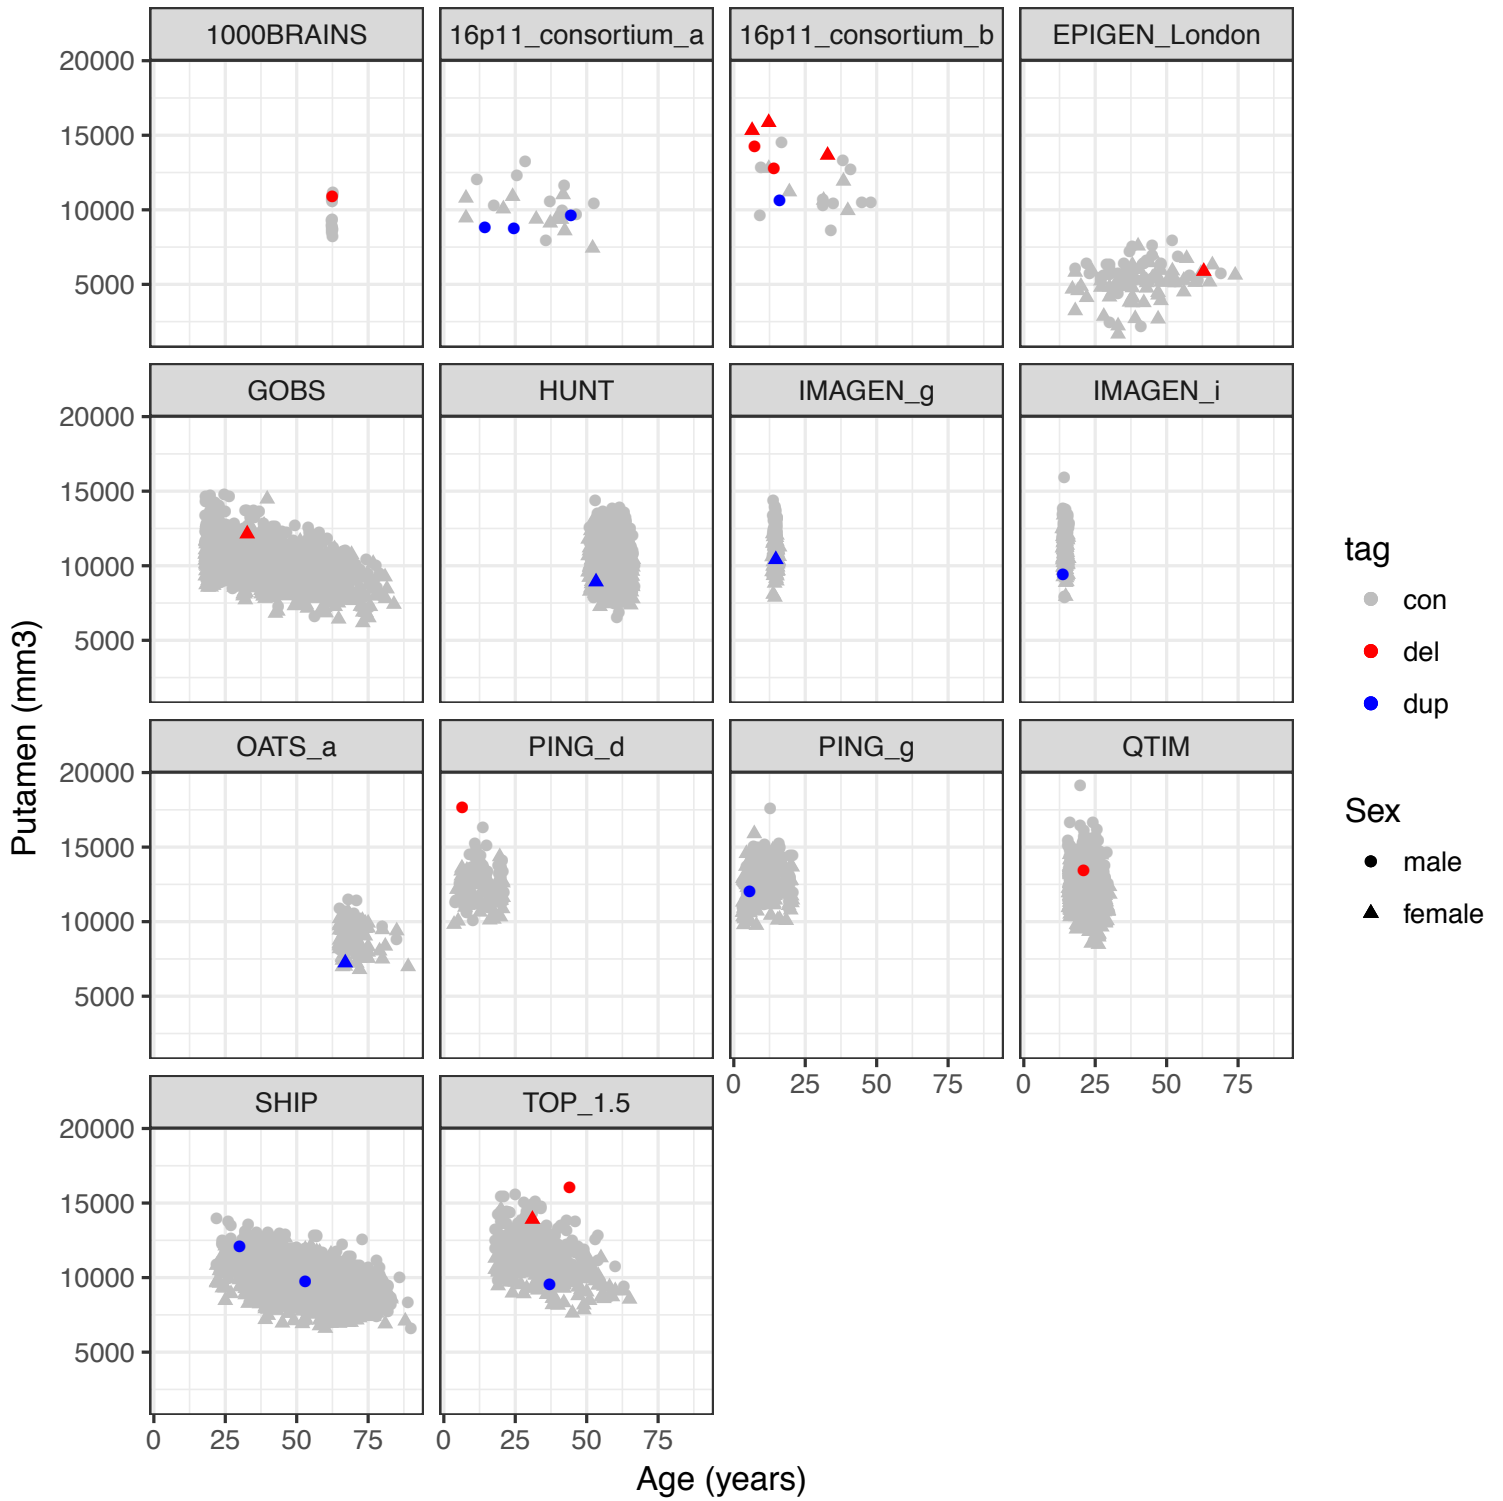 1000BRAINS 16p11_consortium_a 16p11_consortium_b EPIGEN_London
20000
15000
10000
5000
GOBS HUNT IMAGEN_g IMAGEN_i
20000
15000
10000
5000
OATS_a PING_d PING_g QTIM
20000
15000
10000
5000
0 25 50 75 0 25 50 75
SHIP TOP_1.5
20000
15000
10000
5000
0 25 50 75 0 25 50 75
Age (years)
Putamen (mm3)
tag
con
del
dup
Sex
male
female